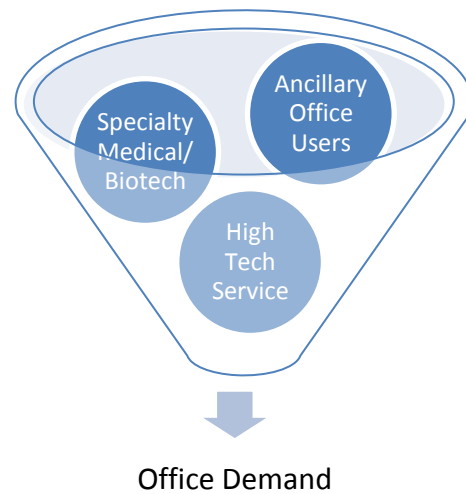 Specialty
Medical/
Biotech
Ancillary
Office
Users
High
Tech
Service
Office Demand